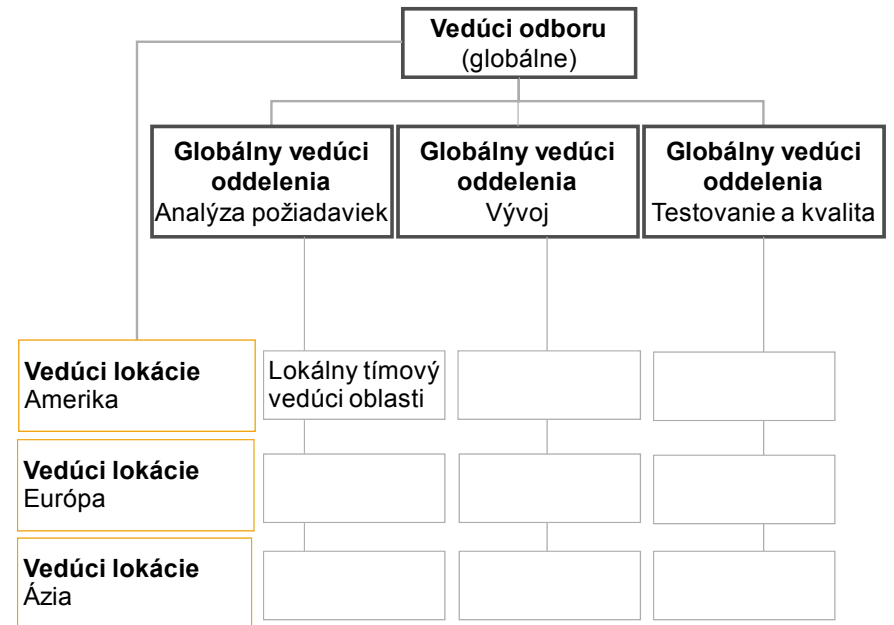 Vedúci odboru
(globálne)
Globálny vedúci
oddelenia
Analýza požiadaviek
Globálny vedúci
oddelenia
Vývoj
Globálny vedúci
oddelenia
Testovanie a kvalita
Vedúci lokácie
Amerika
Lokálny tímový
vedúci oblasti
Vedúci lokácie
Európa
Vedúci lokácie
Ázia